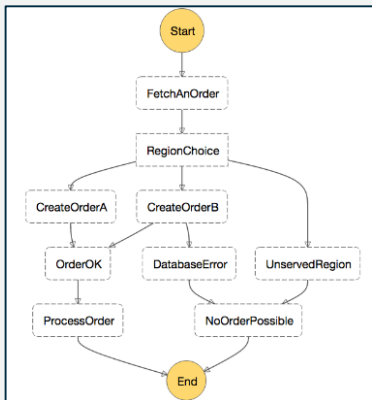 Start
FetchAnOrder
RegionChoice
CreateOrderA
CreateOrderB
OrderOK
DatabaseError
UnservedRegion
ProcessOrder
NoOrderPossible
End